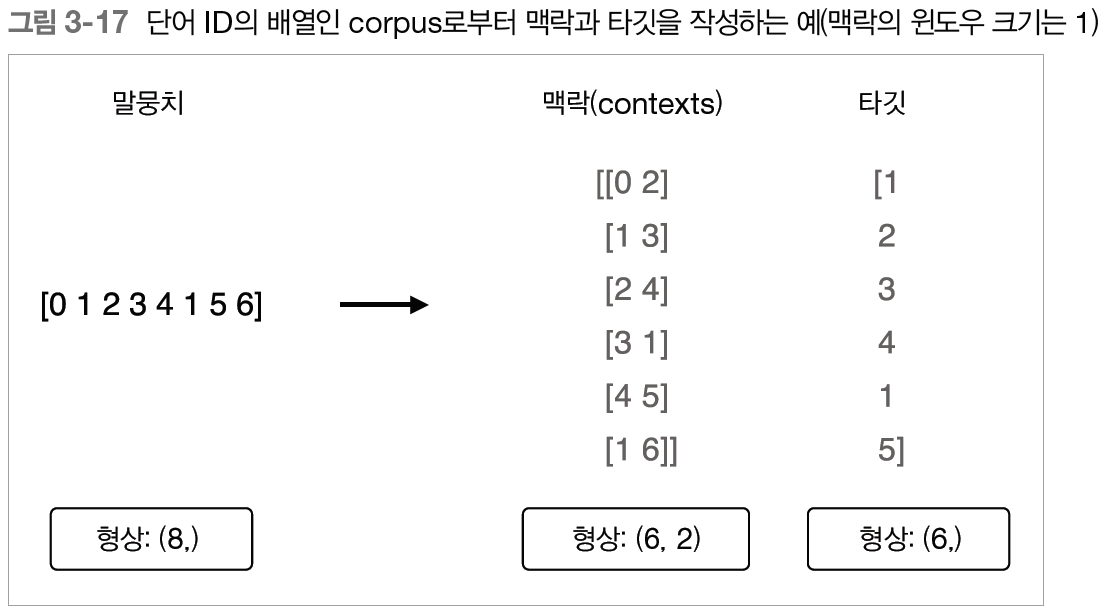 그림 3-17 단어 ID의 배열인 corpus로부터 맥락과 타깃을 작성하는 예(맥락의 윈도우 크기는 1)
말뭉치 맥락(contexts) 타깃
[[0 2] [1
[1 3] 2
[2 4] 3
[0 1 2 3 4 1 5 6]
[3 1] 4
[4 5] 1
[1 6]] 5]
형상: (8,) 형상: (6, 2) 형상: (6,)